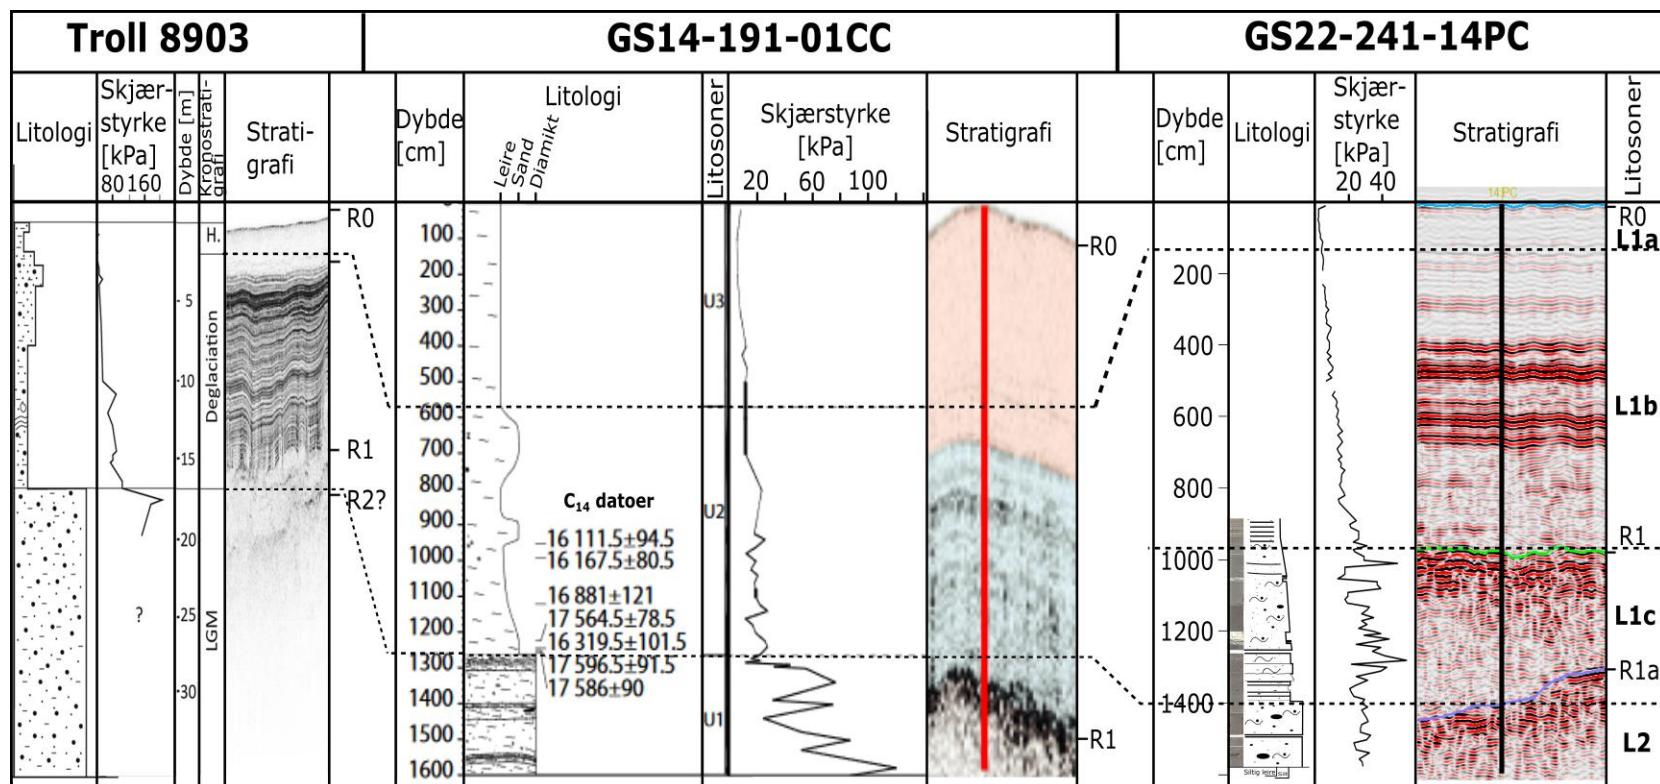 Troll 8903
GS14-191-01CC
GS22-241-14PC
Litologi
Skjær-
styrke
[kPa]
80 160
Dybde [m]
Kronostrati-
grafi
Strati-
grafi
Dybde
[cm]
Litologi
Leire
Sand
Diamikt
Litosoner
Skjærstyrke
[kPa]
20 60 100
Stratigrafi
Dybde
[cm]
Litologi
Skjær-
styrke
[kPa]
20 40
Stratigrafi
14PC
Litosoner
H.
Deglaciation
LGM
5
10
15
20
25
30
?
R0
R1
R2?
100
200
300
400
500
600
700
800
900
1000
1100
1200
1300
1400
1500
1600
C14 datoer
16 111.5±94.5
16 167.5±80.5
16 881±121
17 564.5±78.5
16 319.5±101.5
17 596.5±91.5
17 586±90
U3
U2
U1
R0
R1
200
400
600
800
1000
1200
1400
Siltig leire
R0
L1a
L1b
R1
L1c
R1a
L2